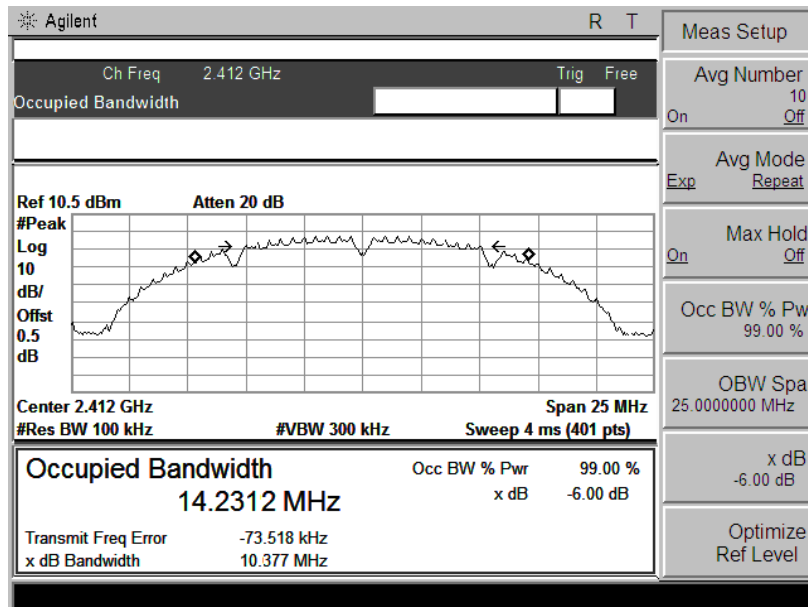 Agilent R T
Ch Freq 2.412 GHz Trig Free
Occupied Bandwidth
Ref 10.5 dBm Atten 20 dB
#Peak
Log
10
dB/
Offst
0.5
dB
Center 2.412 GHz Span 25 MHz
#Res BW 100 kHz #VBW 300 kHz Sweep 4 ms (401 pts)
Occupied Bandwidth Occ BW % Pwr 99.00 %
14.2312 MHz x dB -6.00 dB
Transmit Freq Error -73.518 kHz
x dB Bandwidth 10.377 MHz
Meas Setup
Avg Number
10
On Off
Avg Mode
Exp Repeat
Max Hold
On Off
Occ BW % Pw
99.00 %
OBW Spa
25.0000000 MHz
x dB
-6.00 dB
Optimize
Ref Level